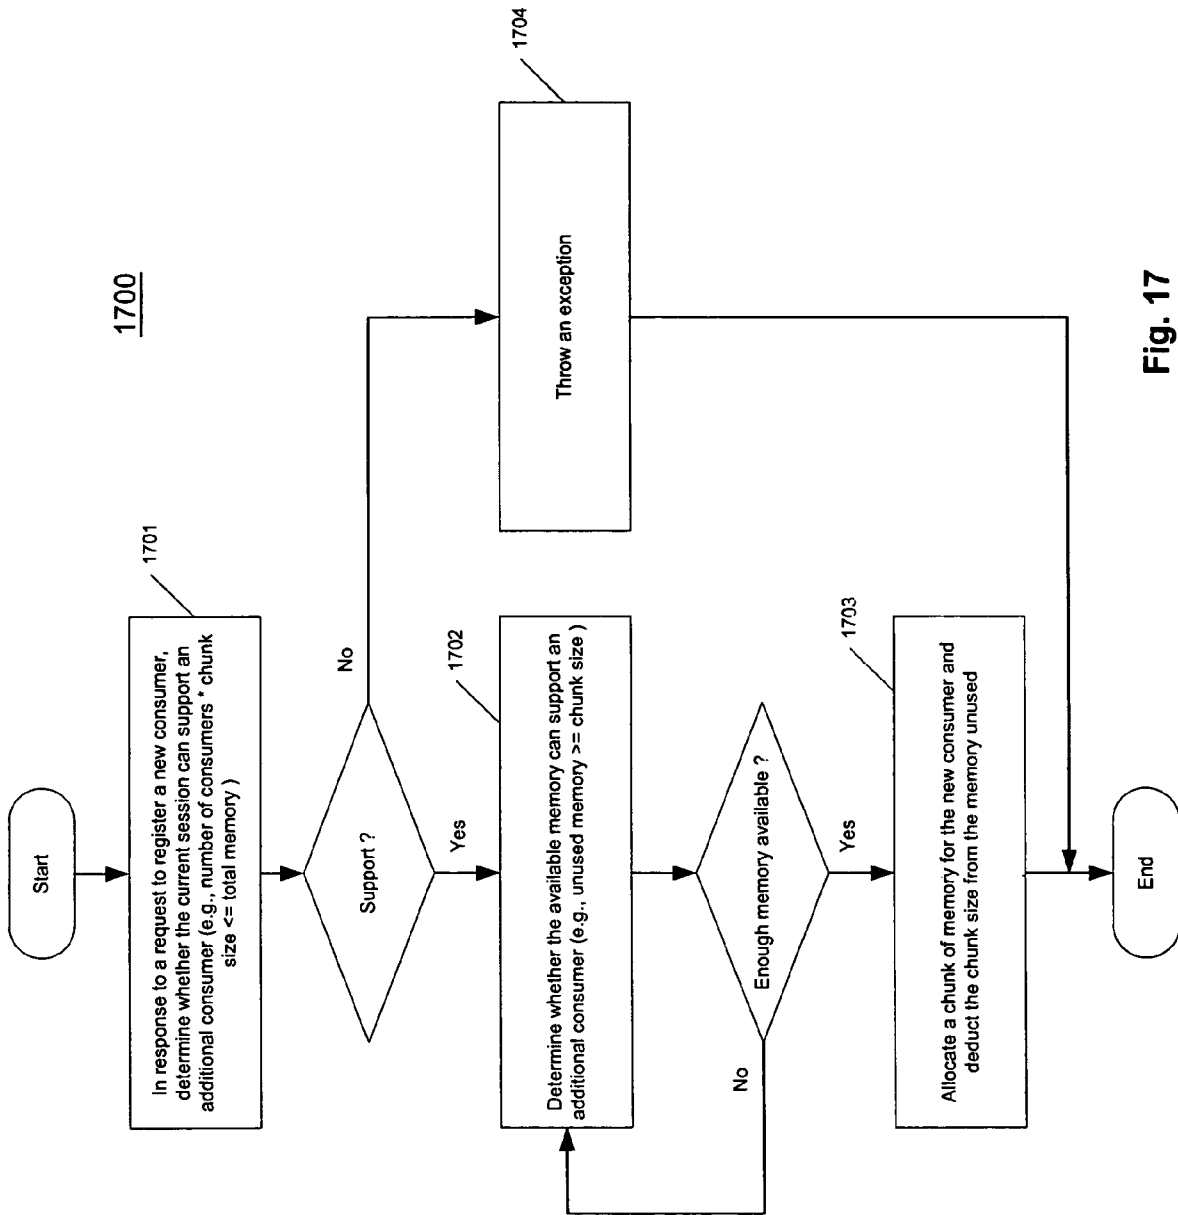 1700
Start
1701
In response to a request to register a new consumer,
determine whether the current session can support an
additional consumer (e.g., number of consumers * chunk
size <= total memory )
Support ?
No
Yes
1702
Determine whether the available memory can support an
additional consumer (e.g., unused memory >= chunk size )
Enough memory available ?
No
Yes
1703
Allocate a chunk of memory for the new consumer and
deduct the chunk size from the memory unused
1704
Throw an exception
End
Fig. 17